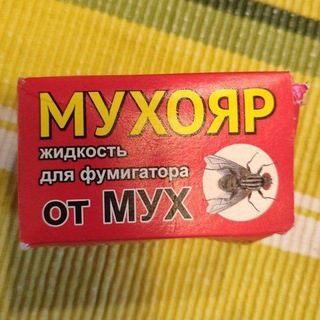 МУХОЯР
жидкость
для фумигатора
от МУХ